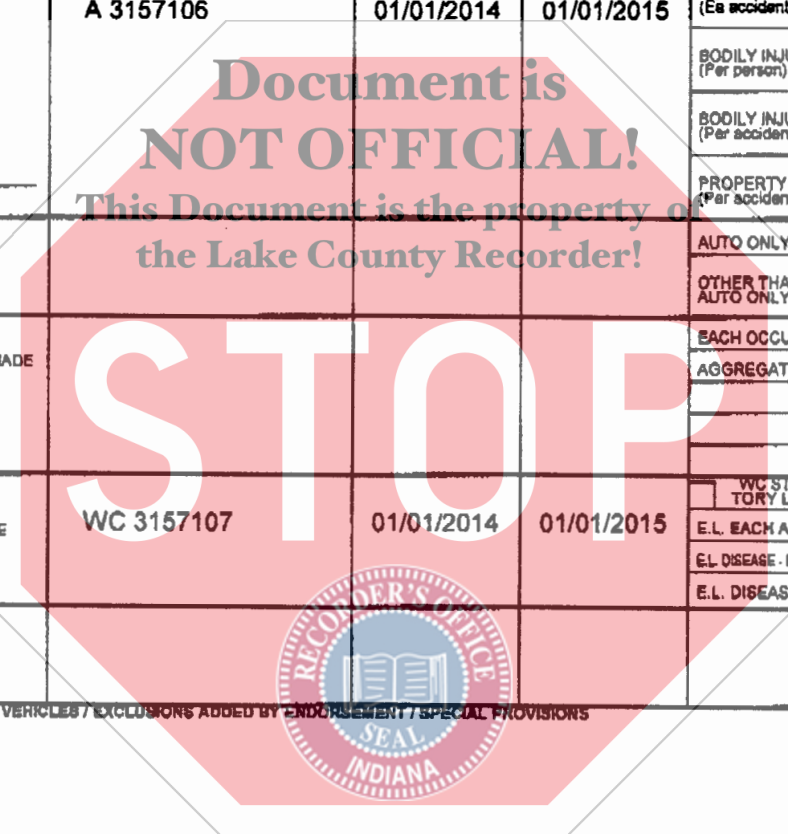 A 3157106 01/01/2014 01/01/2015 (Ea accident
BODILY INJU
(Per person)
BODILY INJU
(Per acciden
PROPERTY
(Per acciden
Document is
NOT OFFICIAL!
This Document is the property of
the Lake County Recorder!
AUTO ONLY
OTHER THA
AUTO ONLY
EACH OCCU
ADE
AGGREGAT
STOP
WC ST
TORY L
E WC 3157107 01/01/2014 01/01/2015 E.L. EACH A
E.L. DISEASE -
E.L. DISEAS
RECORDER'S OFFICE
SEAL
INDIANA
VEHICLES / EXCLUSIONS ADDED BY ENDORSEMENT / SPECIAL PROVISIONS